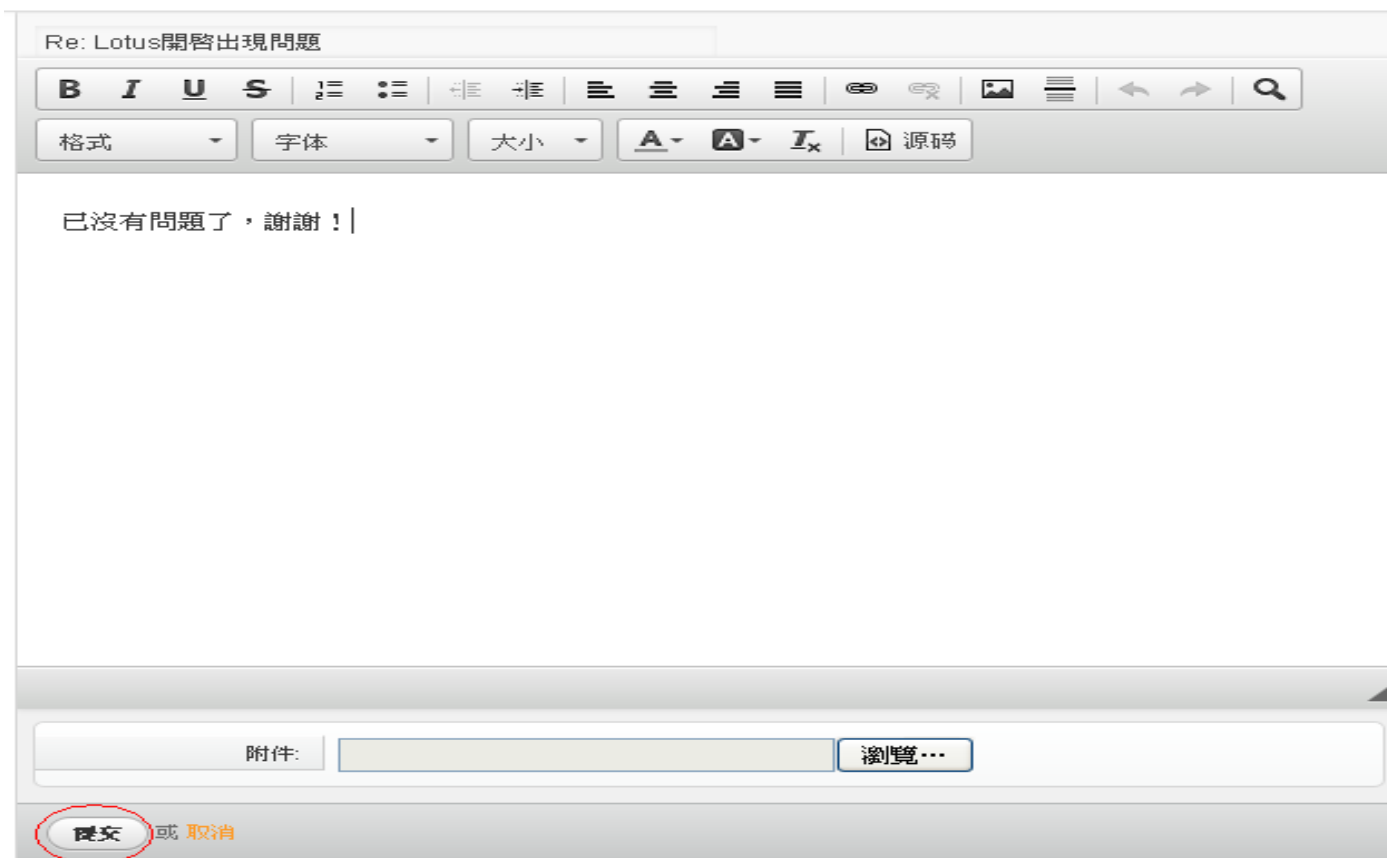 Re: Lotus開啓出現問題
B I U S
格式 字体 大小 A A Ix 源码
已沒有問題了，謝謝！
附件: 瀏覽…
提交 或 取消